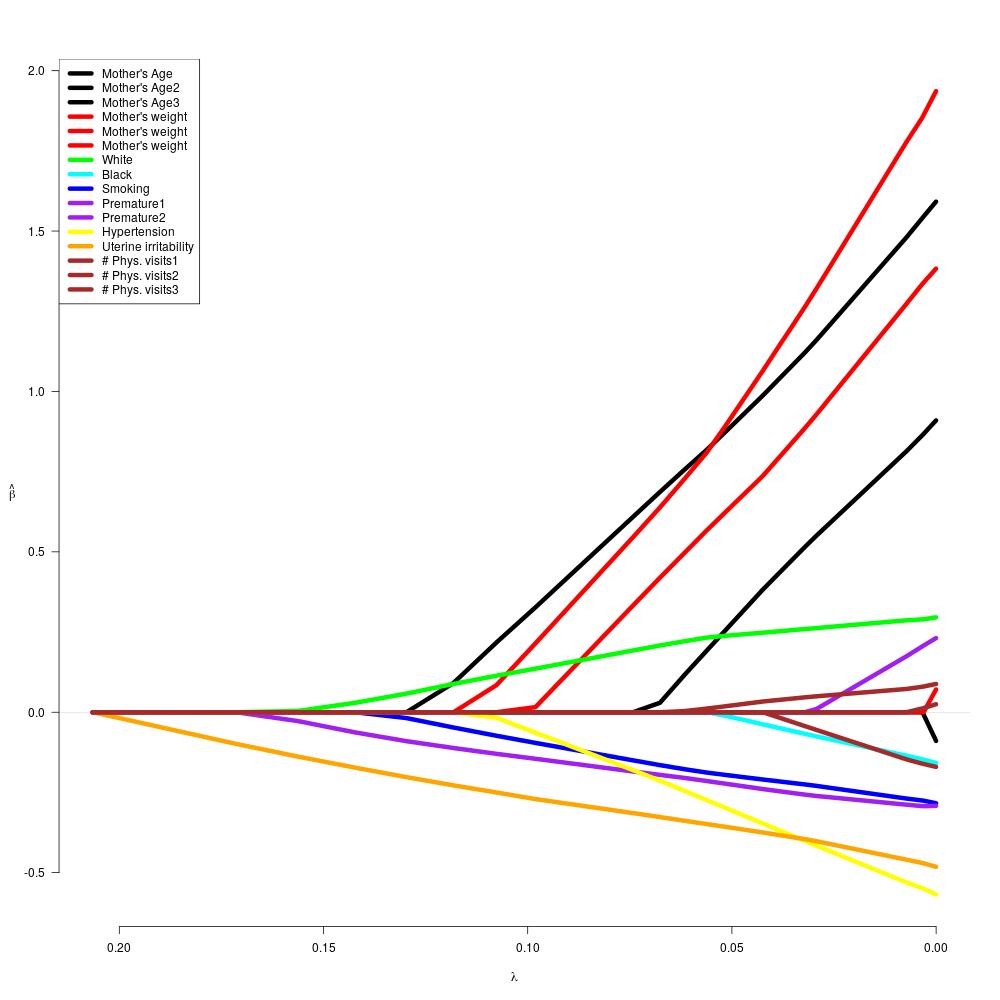 2.0
1.5
1.0
0.5
0.0
-0.5
Mother's Age
Mother's Age2
Mother's Age3
Mother's weight
Mother's weight
Mother's weight
White
Black
Smoking
Premature1
Premature2
Hypertension
Uterine irritability
# Phys. visits1
# Phys. visits2
# Phys. visits3
β̂
0.20 0.15 0.10 0.05 0.00
λ